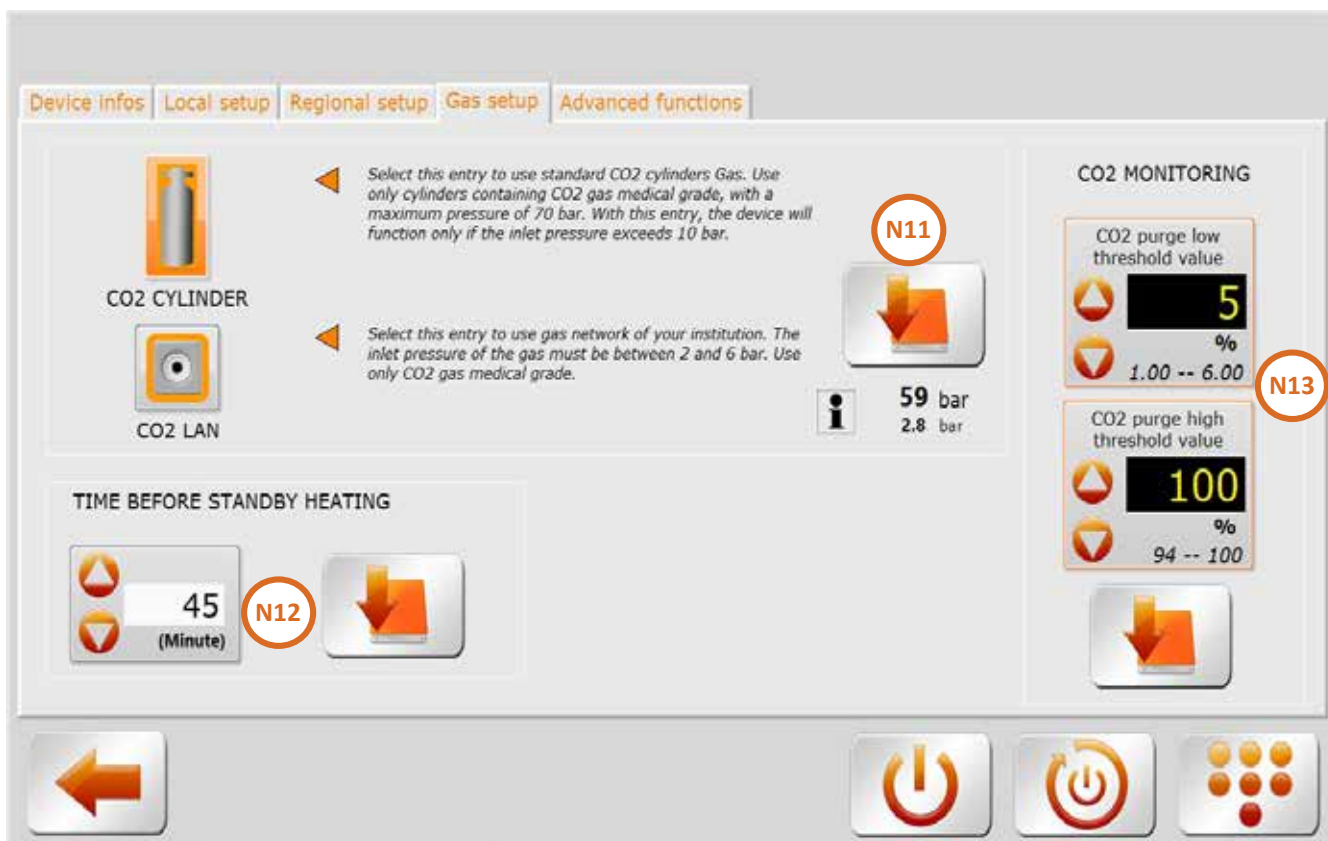 Device infos
Local setup
Regional setup
Gas setup
Advanced functions
Select this entry to use standard CO2 cylinders Gas. Use
only cylinders containing CO2 gas medical grade, with a
maximum pressure of 70 bar. With this entry, the device will
function only if the inlet pressure exceeds 10 bar.
CO2 CYLINDER
Select this entry to use gas network of your institution. The
inlet pressure of the gas must be between 2 and 6 bar. Use
only CO2 gas medical grade.
CO2 LAN
N11
i
59 bar
2.8 bar
CO2 MONITORING
CO2 purge low
threshold value
5
%
1.00 -- 6.00
N13
CO2 purge high
threshold value
100
%
94 -- 100
TIME BEFORE STANDBY HEATING
45
(Minute)
N12